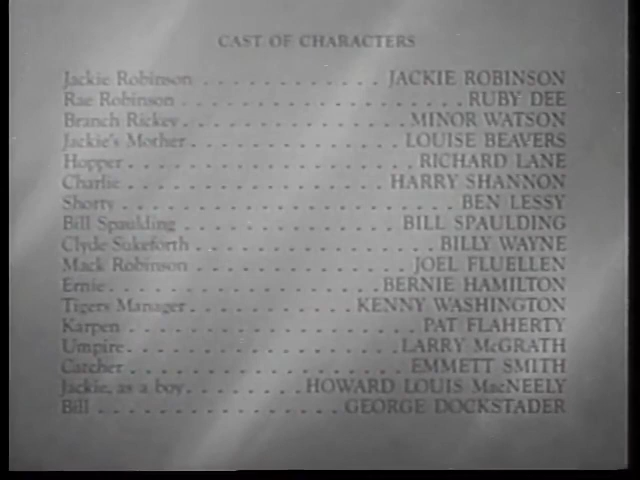 CAST OF CHARACTERS
Jackie Robinson . . . . . . . . . . . . . JACKIE ROBINSON
Rae Robinson . . . . . . . . . . . . . . . . . . . . . RUBY DEE
Branch Rickey . . . . . . . . . . . . . . . . . MINOR WATSON
Jackie's Mother . . . . . . . . . . . . . . . . LOUISE BEAVERS
Hopper . . . . . . . . . . . . . . . . . . . . . RICHARD LANE
Charlie . . . . . . . . . . . . . . . . . . . HARRY SHANNON
Shorty . . . . . . . . . . . . . . . . . . . . . . . . BEN LESSY
Bill Spaulding . . . . . . . . . . . . . . . BILL SPAULDING
Clyde Sukeforth . . . . . . . . . . . . . . . . . BILLY WAYNE
Mack Robinson . . . . . . . . . . . . . . . JOEL FLUELLEN
Ernie . . . . . . . . . . . . . . . . . . . BERNIE HAMILTON
Tigers Manager . . . . . . . . . . . . KENNY WASHINGTON
Karpen . . . . . . . . . . . . . . . . . . . . PAT FLAHERTY
Umpire . . . . . . . . . . . . . . . . . . . LARRY McGRATH
Catcher . . . . . . . . . . . . . . . . . . . . EMMETT SMITH
Jackie, as a boy . . . . . . . . HOWARD LOUIS MacNEELY
Bill . . . . . . . . . . . . . . . . . GEORGE DOCKSTADER